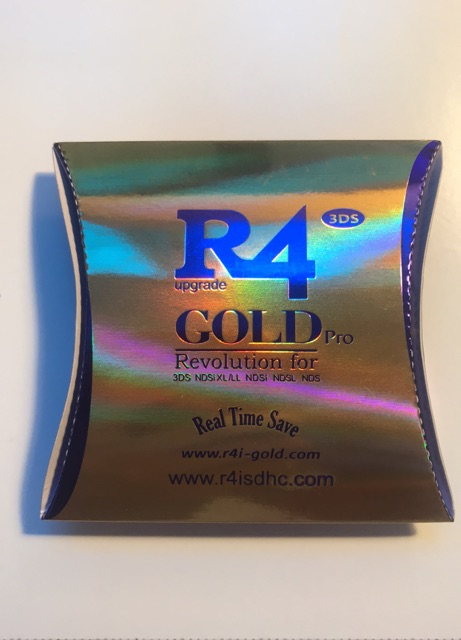 R4 3DS
upgrade
GOLD Pro
Revolution for
3DS NDSiXL/LL NDSi NDSL NDS
Real Time Save
www.r4i-gold.com
www.r4isdhc.com